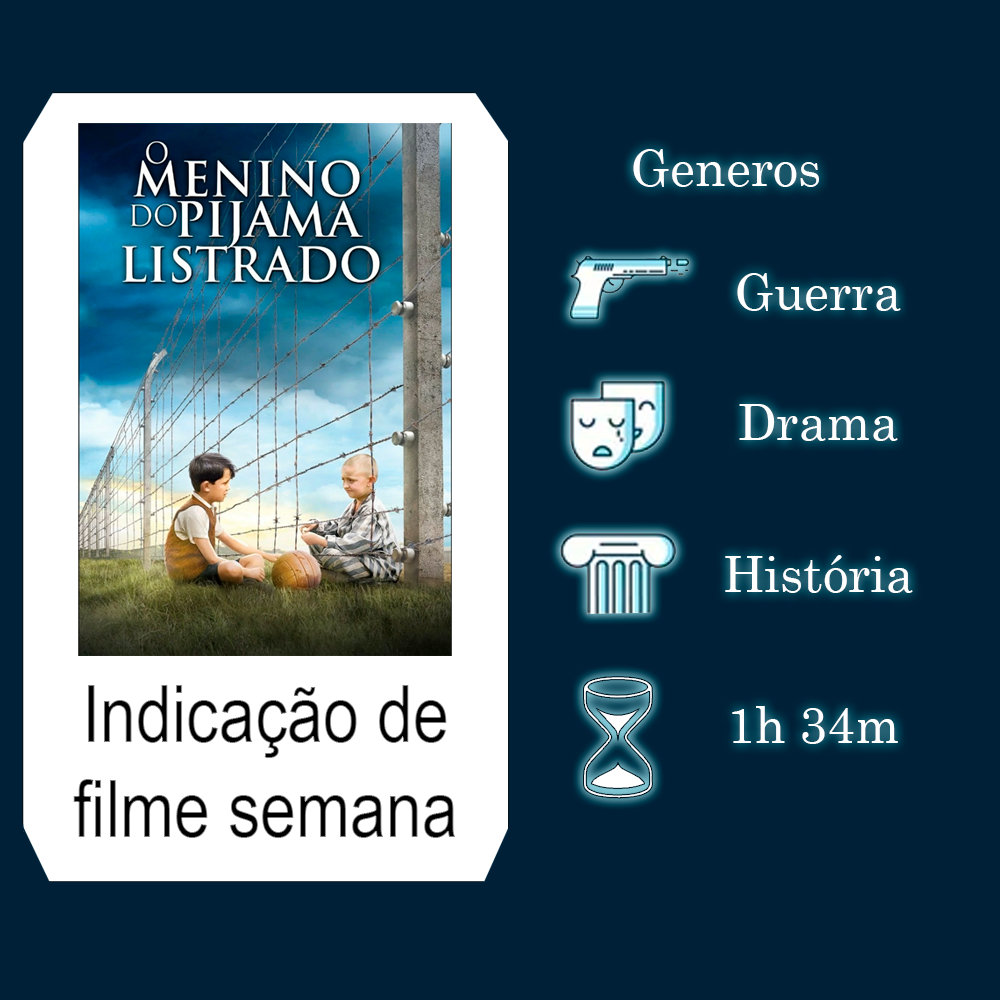 O
MENINO
DO PIJAMA
LISTRADO
Indicação de
filme semana
Generos
Guerra
Drama
História
1h 34m